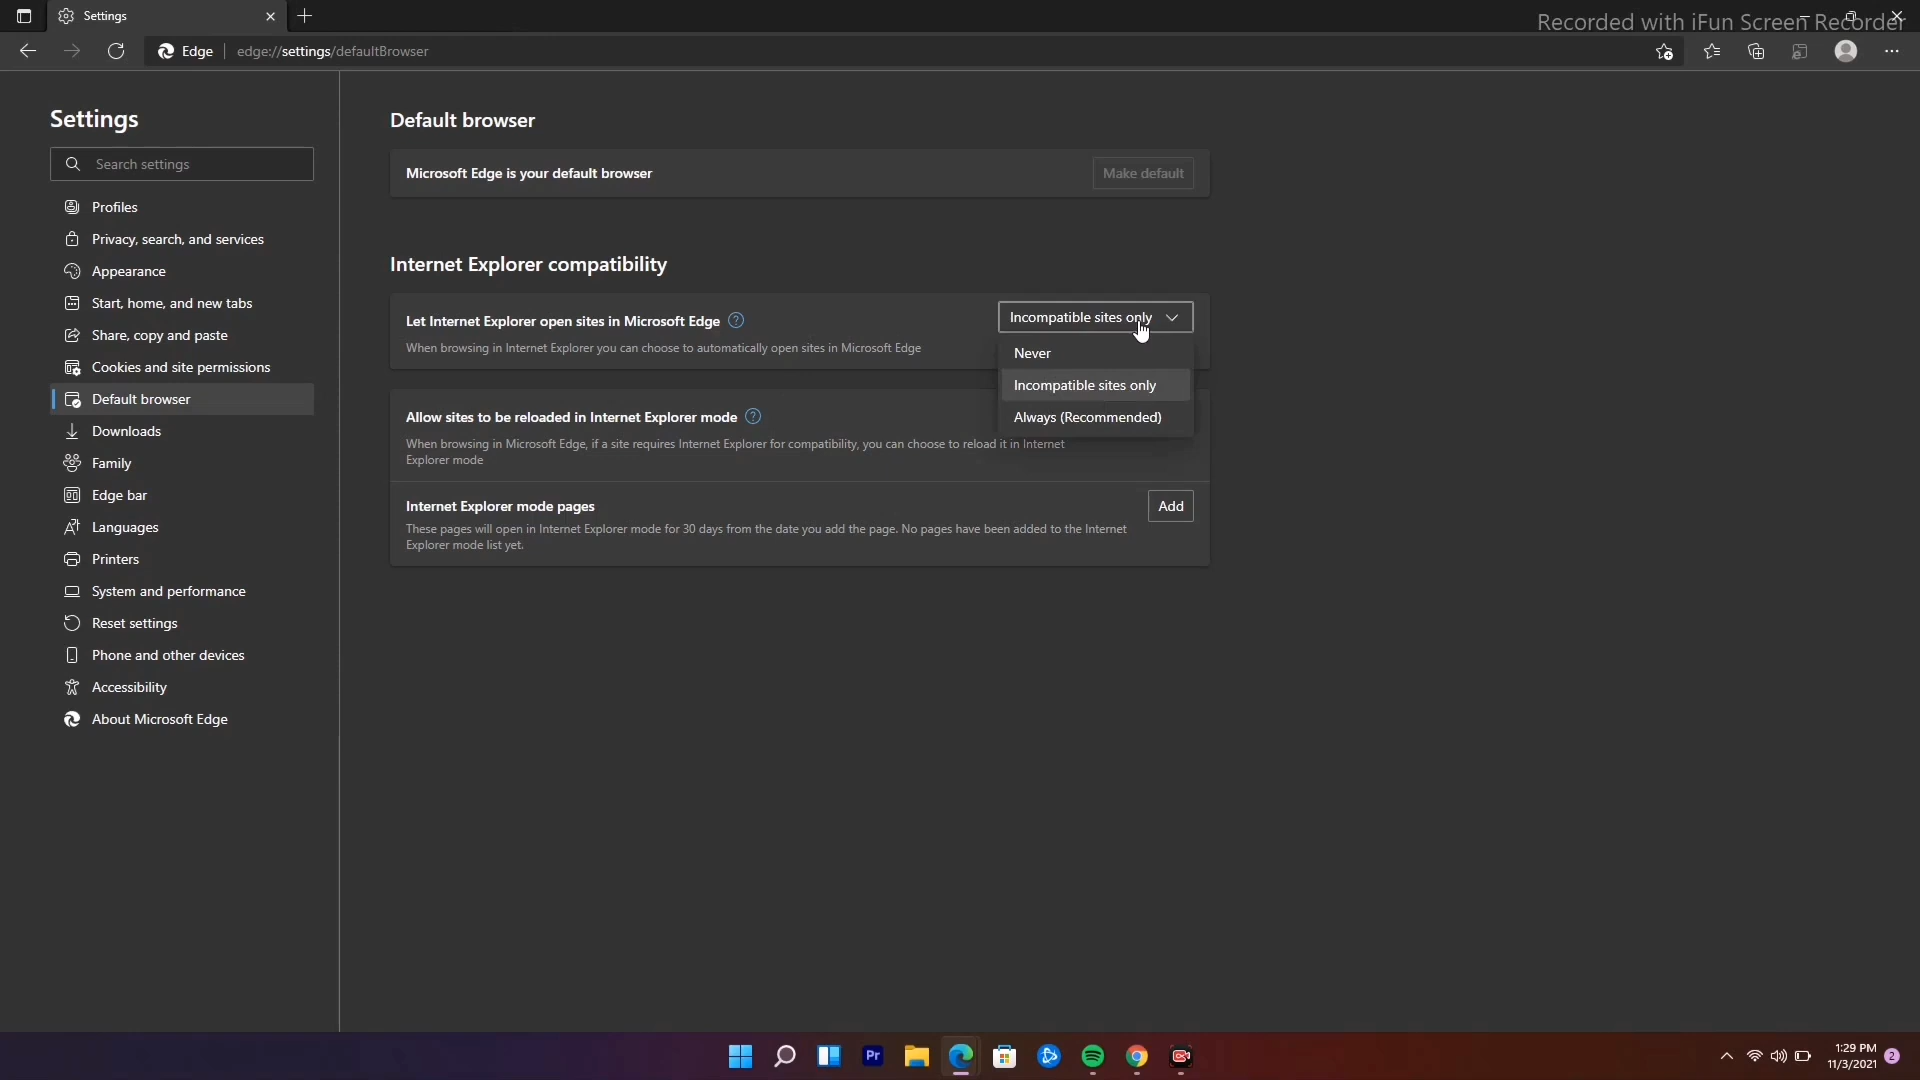 Settings
Recorded with iFun Screen Recorder
Edge
edge://settings/defaultBrowser
Settings
Search settings
Profiles
Privacy, search, and services
Appearance
Start, home, and new tabs
Share, copy and paste
Cookies and site permissions
Default browser
Downloads
Family
Edge bar
Languages
Printers
System and performance
Reset settings
Phone and other devices
Accessibility
About Microsoft Edge
Default browser
Microsoft Edge is your default browser
Make default
Internet Explorer compatibility
Let Internet Explorer open sites in Microsoft Edge
When browsing in Internet Explorer you can choose to automatically open sites in Microsoft Edge
Incompatible sites only
Never
Incompatible sites only
Always (Recommended)
Allow sites to be reloaded in Internet Explorer mode
When browsing in Microsoft Edge, if a site requires Internet Explorer for compatibility, you can choose to reload it in Internet
Explorer mode
Internet Explorer mode pages
Add
These pages will open in Internet Explorer mode for 30 days from the date you add the page. No pages have been added to the Internet
Explorer mode list yet.
Pr
1:29 PM
11/3/2021
2